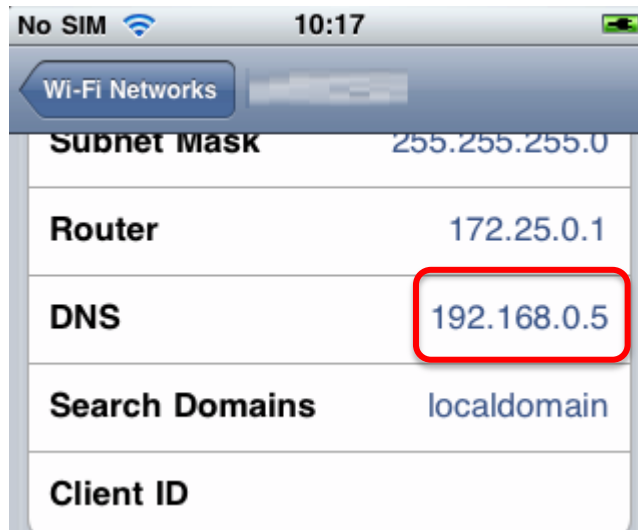 No SIM 10:17
Wi-Fi Networks
Subnet Mask 255.255.255.0
Router 172.25.0.1
DNS 192.168.0.5
Search Domains localdomain
Client ID